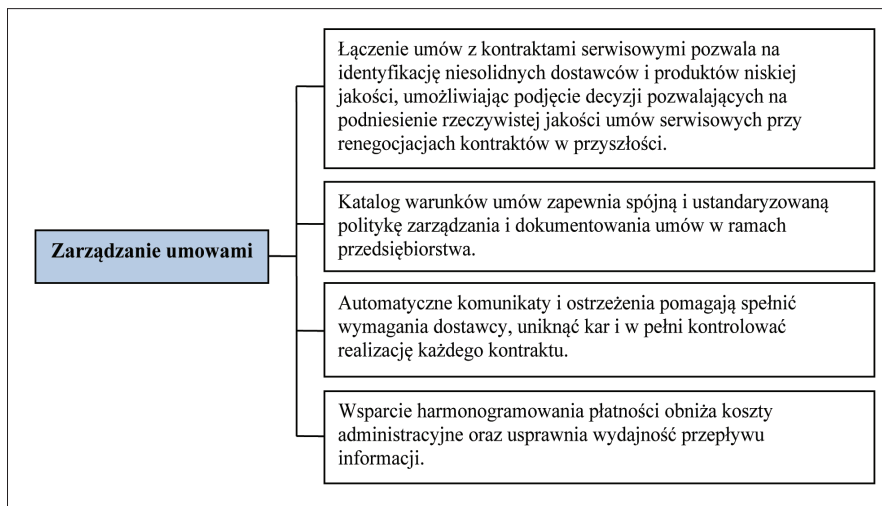 Łączenie umów z kontraktami serwisowymi pozwala na
identyfikację niesolidnych dostawców i produktów niskiej
jakości, umożliwiając podjęcie decyzji pozwalających na
podniesienie rzeczywistej jakości umów serwisowych przy
renegocjacjach kontraktów w przyszłości.
Katalog warunków umów zapewnia spójną i ustandaryzowaną
politykę zarządzania i dokumentowania umów w ramach
przedsiębiorstwa.
Zarządzanie umowami
Automatyczne komunikaty i ostrzeżenia pomagają spełnić
wymagania dostawcy, uniknąć kar i w pełni kontrolować
realizację każdego kontraktu.
Wsparcie harmonogramowania płatności obniża koszty
administracyjne oraz usprawnia wydajność przepływu
informacji.